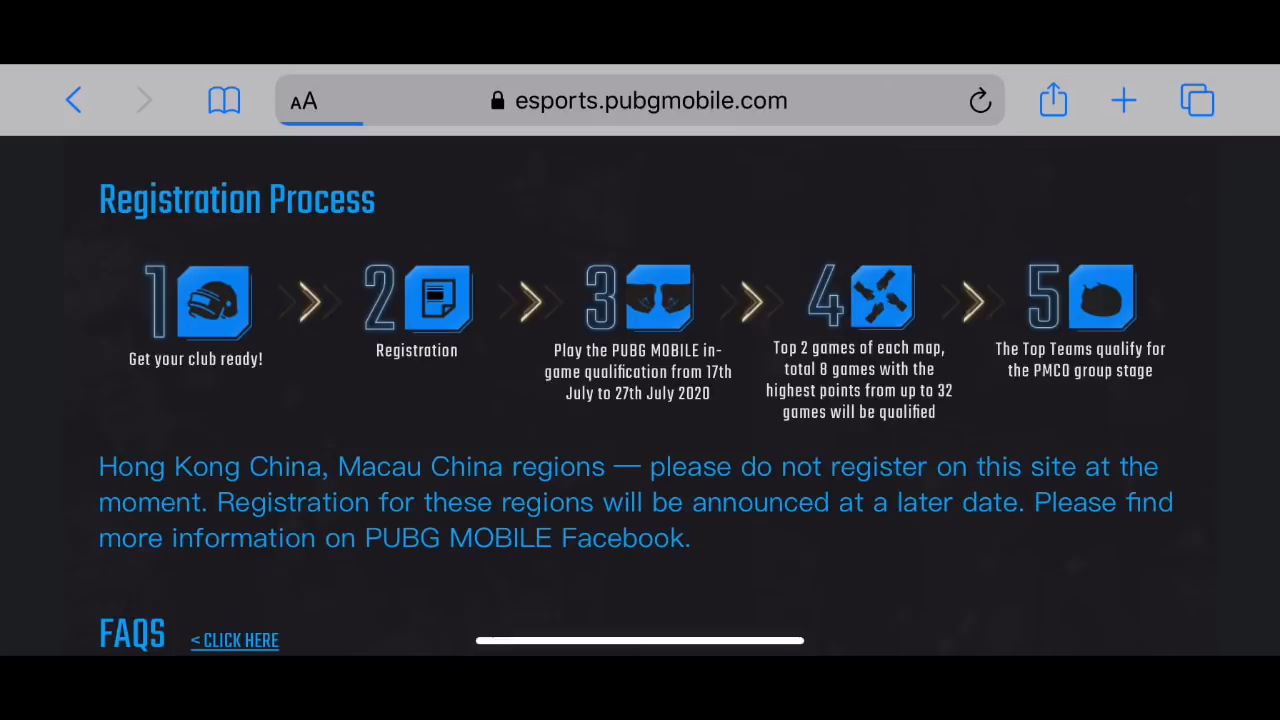 AA
esports.pubgmobile.com
Registration Process
1
2
3
4
5
Get your club ready!
Registration
Play the PUBG MOBILE in-
game qualification from 17th
July to 27th July 2020
Top 2 games of each map,
total 8 games with the
highest points from up to 32
games will be qualified
The Top Teams qualify for
the PMCO group stage
Hong Kong China, Macau China regions — please do not register on this site at the
moment. Registration for these regions will be announced at a later date. Please find
more information on PUBG MOBILE Facebook.
FAQS < CLICK HERE